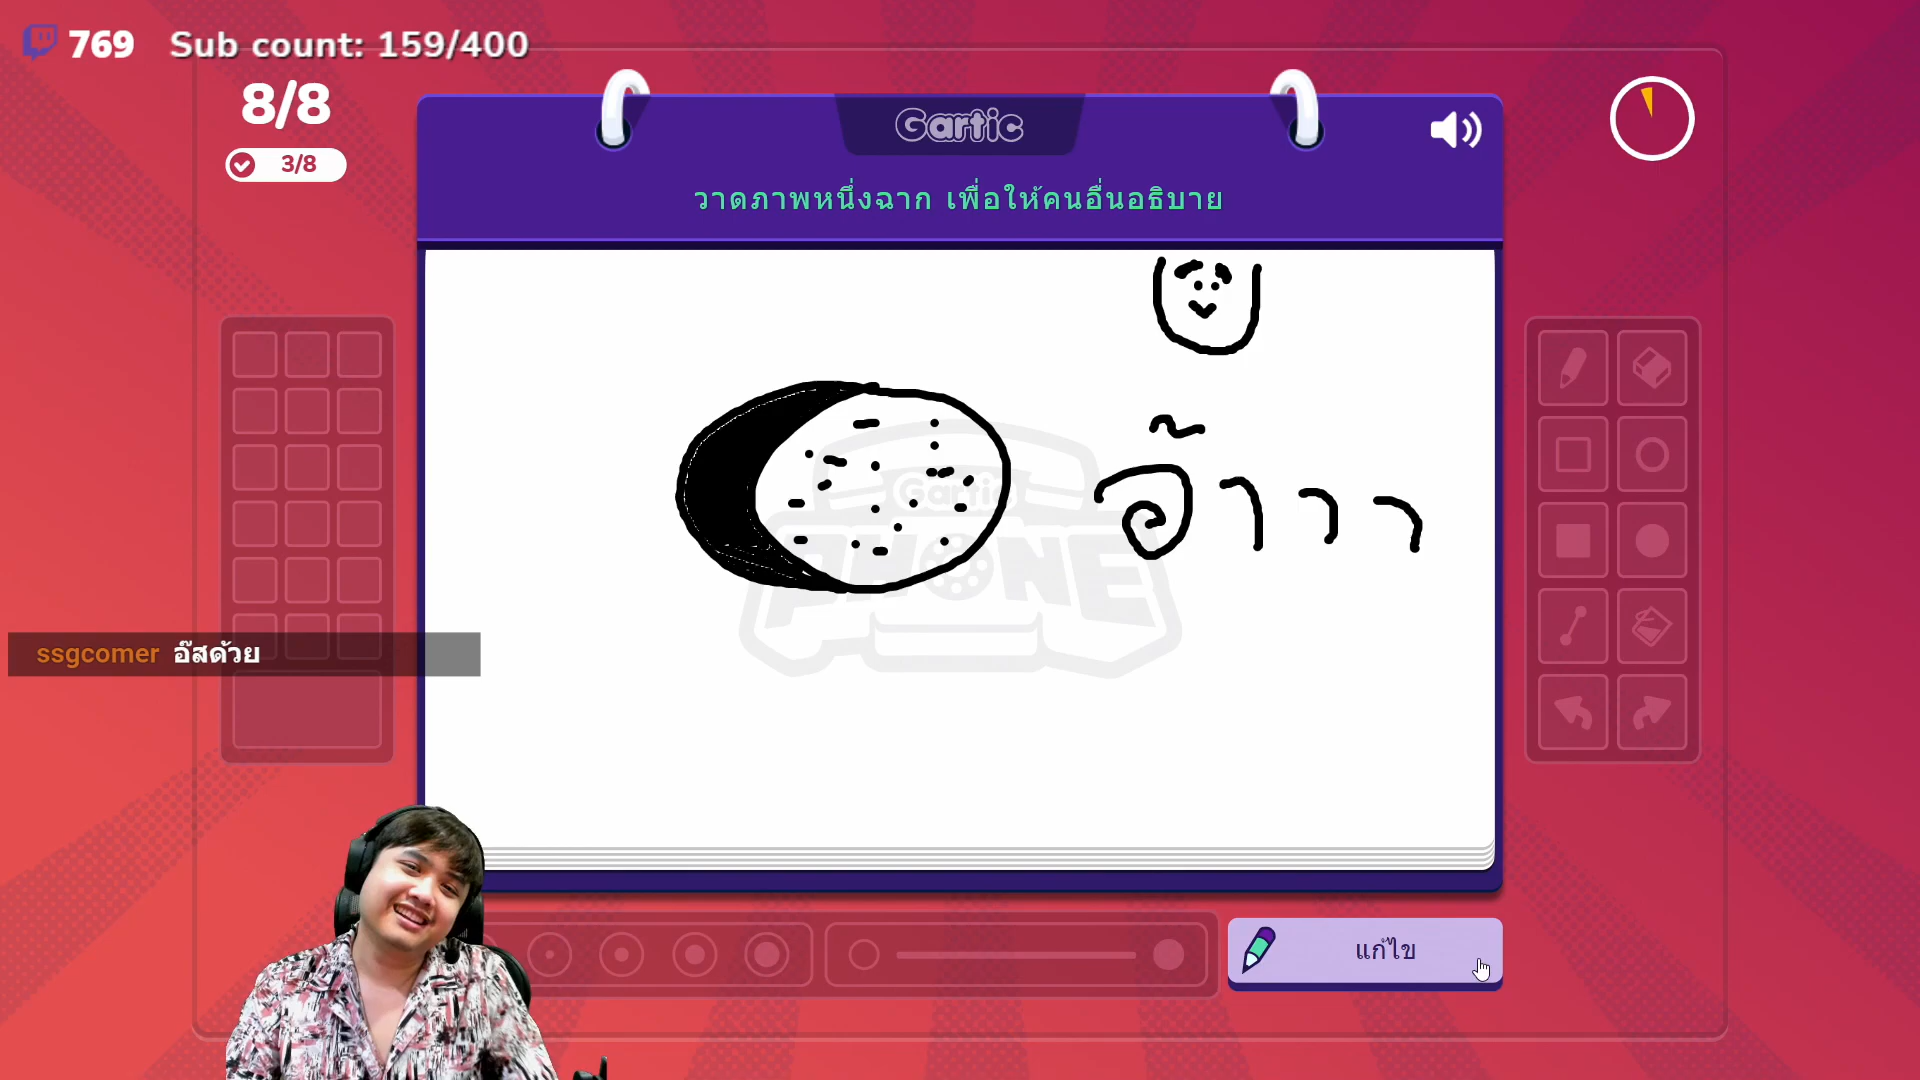 769 Sub count: 159/400
8/8
3/8
Gartic
วาดภาพหนึ่งฉาก เพื่อให้คนอื่นอธิบาย
อ้าาา
Gartic
PHONE
ssgcomer อ๊สด้วย
แก้ไข